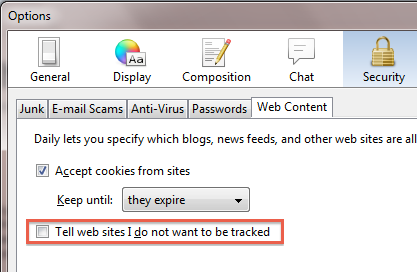 Options
General Display Composition Chat Security
Aa
Junk E-mail Scams Anti-Virus Passwords Web Content
Daily lets you specify which blogs, news feeds, and other web sites are all
Accept cookies from sites
Keep until: they expire
Tell web sites I do not want to be tracked